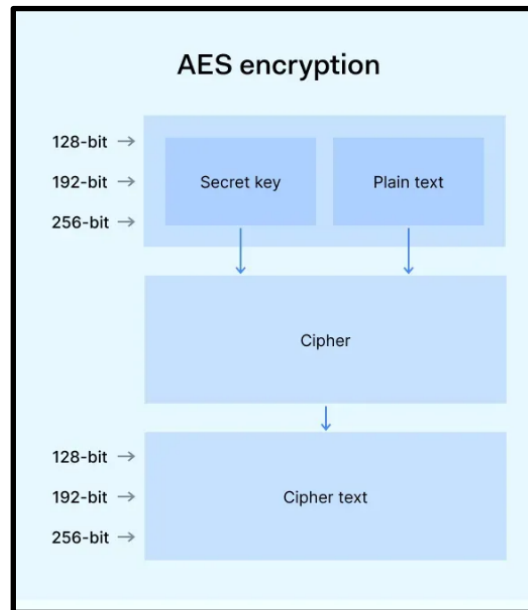 AES encryption
128-bit →
192-bit →
256-bit →
Secret key
Plain text
Cipher
128-bit →
192-bit →
256-bit →
Cipher text